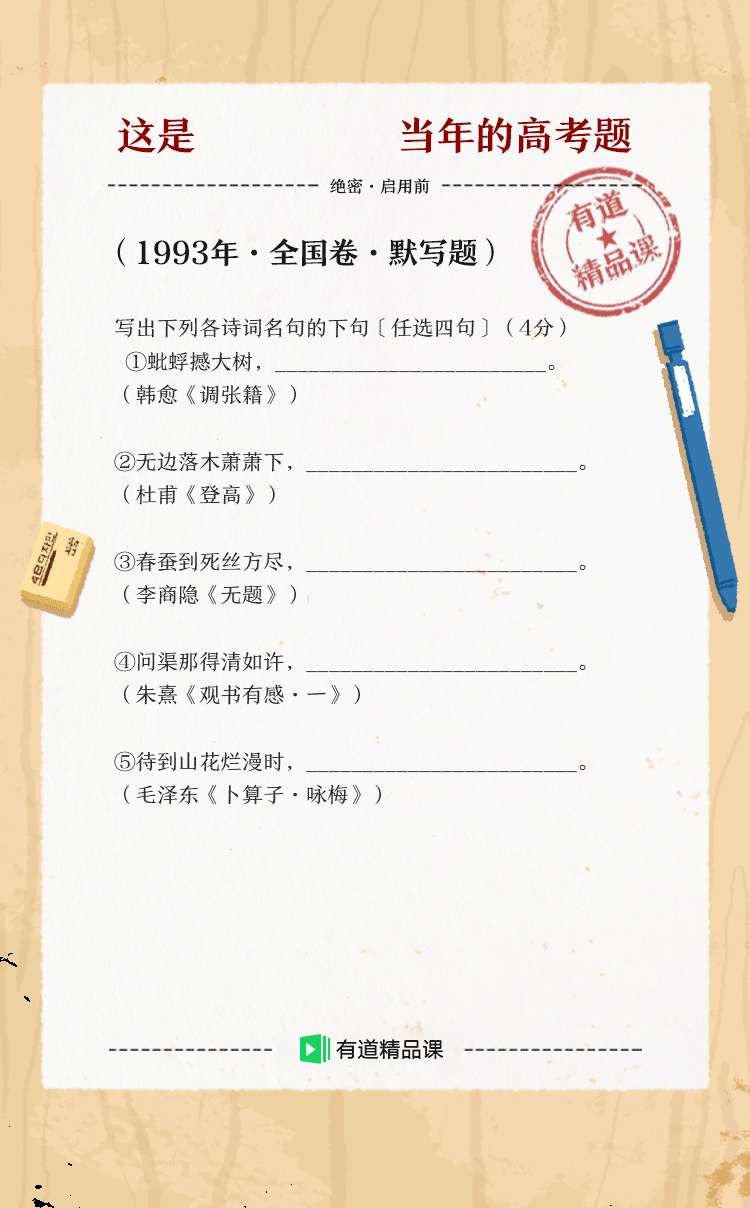 这是 当年的高考题
绝密·启用前
有道
精品课
（1993年·全国卷·默写题）
写出下列各诗词名句的下句〔任选四句〕（4分）
①蚍蜉撼大树，________________________。
（韩愈《调张籍》）
②无边落木萧萧下，________________________。
（杜甫《登高》）
③春蚕到死丝方尽，________________________。
（李商隐《无题》）
④问渠那得清如许，________________________。
（朱熹《观书有感·一》）
⑤待到山花烂漫时，________________________。
（毛泽东《卜算子·咏梅》）
有道精品课